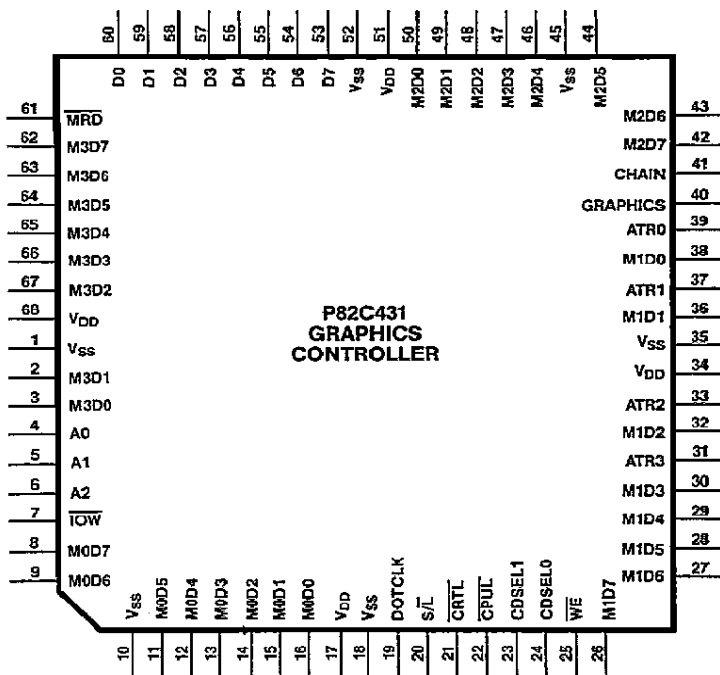 60 59 58 57 56 55 54 53 52 51 50 49 48 47 46 45 44
D0 D1 D2 D3 D4 D5 D6 D7 VSS VDD M2D0 M2D1 M2D2 M2D3 M2D4 VSS M2D5
61 MRD
62 M3D7
63 M3D6
64 M3D5
65 M3D4
66 M3D3
67 M3D2
68 VDD
1 VSS
2 M3D1
3 M3D0
4 A0
5 A1
6 A2
7 IOW
8 M0D7
9 M0D6
P82C431
GRAPHICS
CONTROLLER
M2D6 43
M2D7 42
CHAIN 41
GRAPHICS 40
ATR0 39
M1D0 38
ATR1 37
M1D1 36
VSS 35
VDD 34
ATR2 33
M1D2 32
ATR3 31
M1D3 30
M1D4 29
M1D5 28
M1D6 27
VSS M0D5 M0D4 M0D3 M0D2 M0D1 M0D0 VDD VSS DOTCLK S/L CRTL CPUL CDSEL1 CDSEL0 WE M1D7
10 11 12 13 14 15 16 17 18 19 20 21 22 23 24 25 26